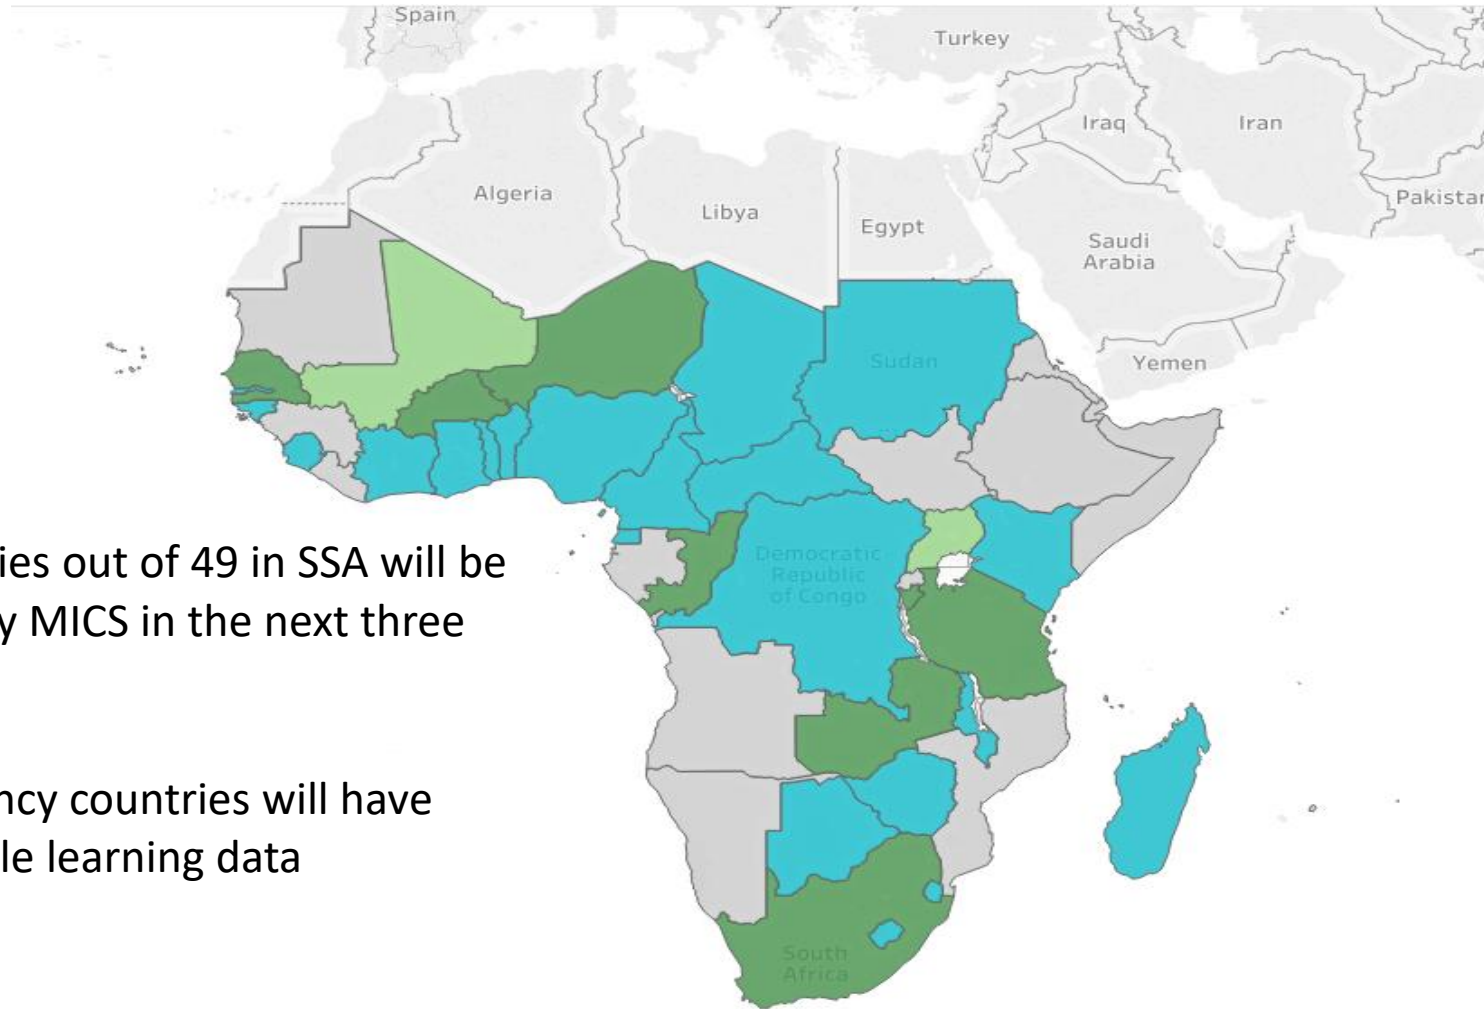 Spain
Turkey
Iraq
Iran
Algeria
Libya
Egypt
Pakistan
Saudi
Arabia
Yemen
Sudan
ies out of 49 in SSA will be
y MICS in the next three
Democratic
Republic
of Congo
ncy countries will have
le learning data
South
Africa